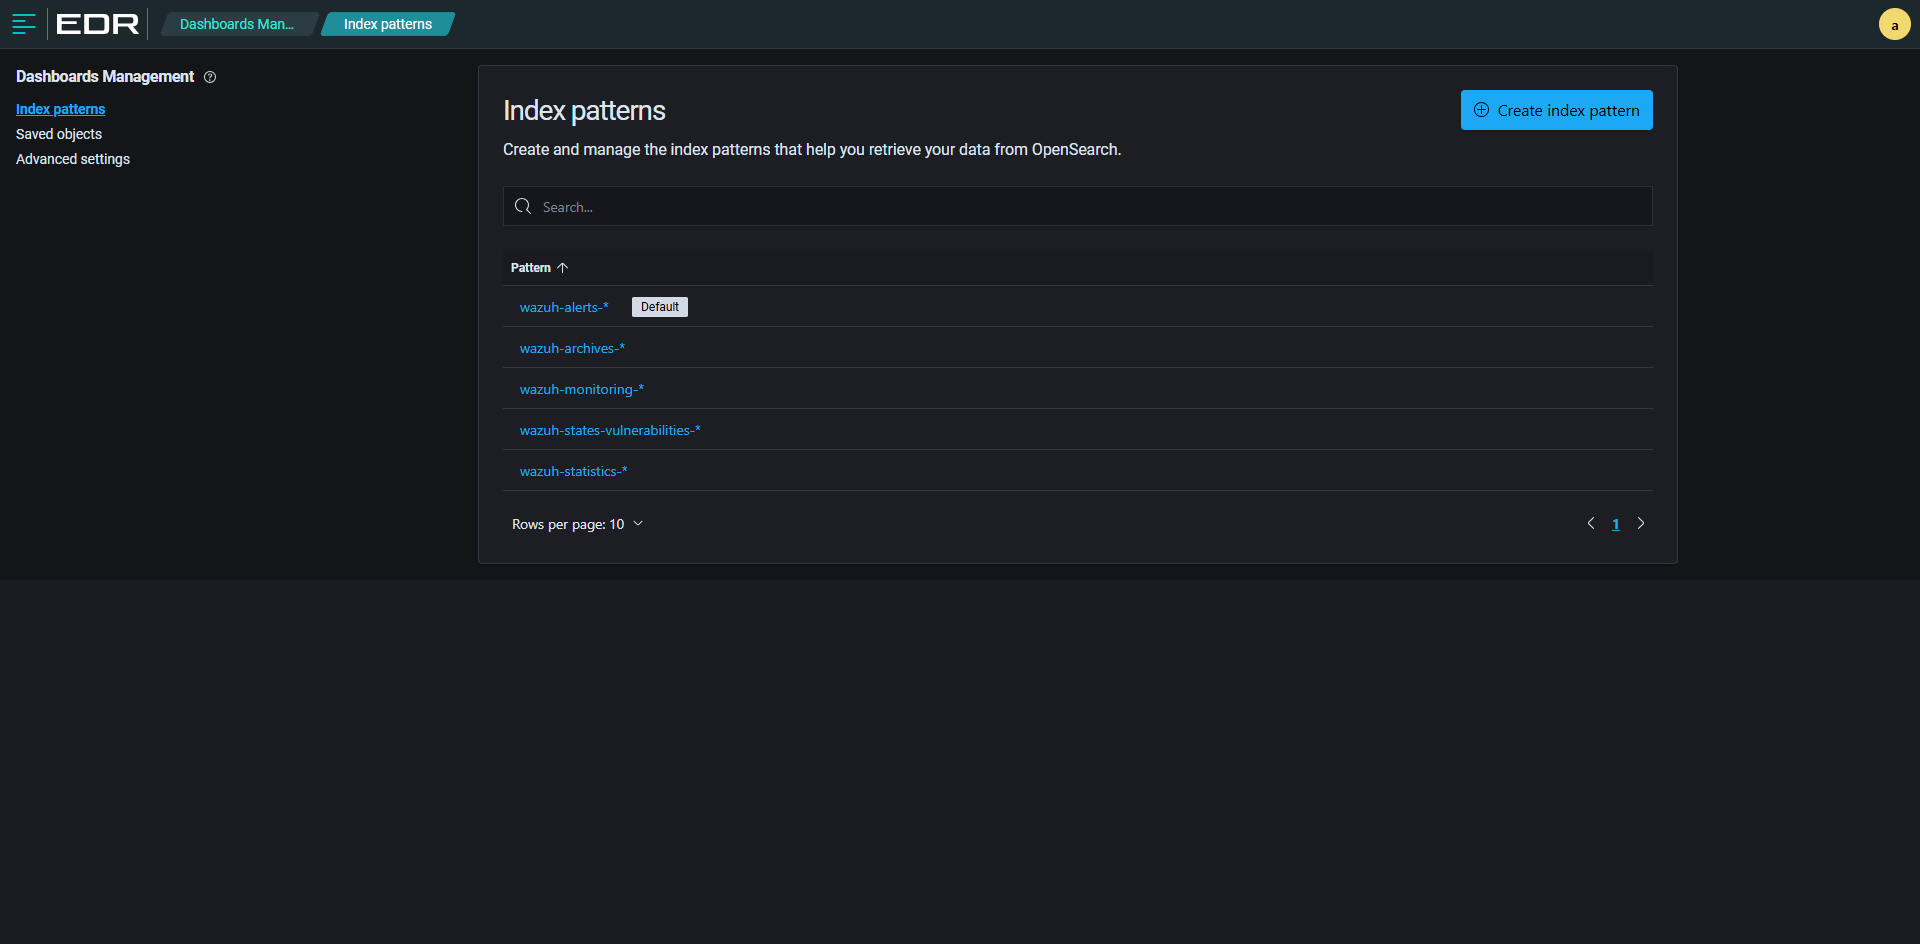 EDR
Dashboards Man...
Index patterns
a
Dashboards Management
Index patterns
Saved objects
Advanced settings
Index patterns
Create index pattern
Create and manage the index patterns that help you retrieve your data from OpenSearch.
Search...
Pattern
wazuh-alerts-* Default
wazuh-archives-*
wazuh-monitoring-*
wazuh-states-vulnerabilities-*
wazuh-statistics-*
Rows per page: 10
1